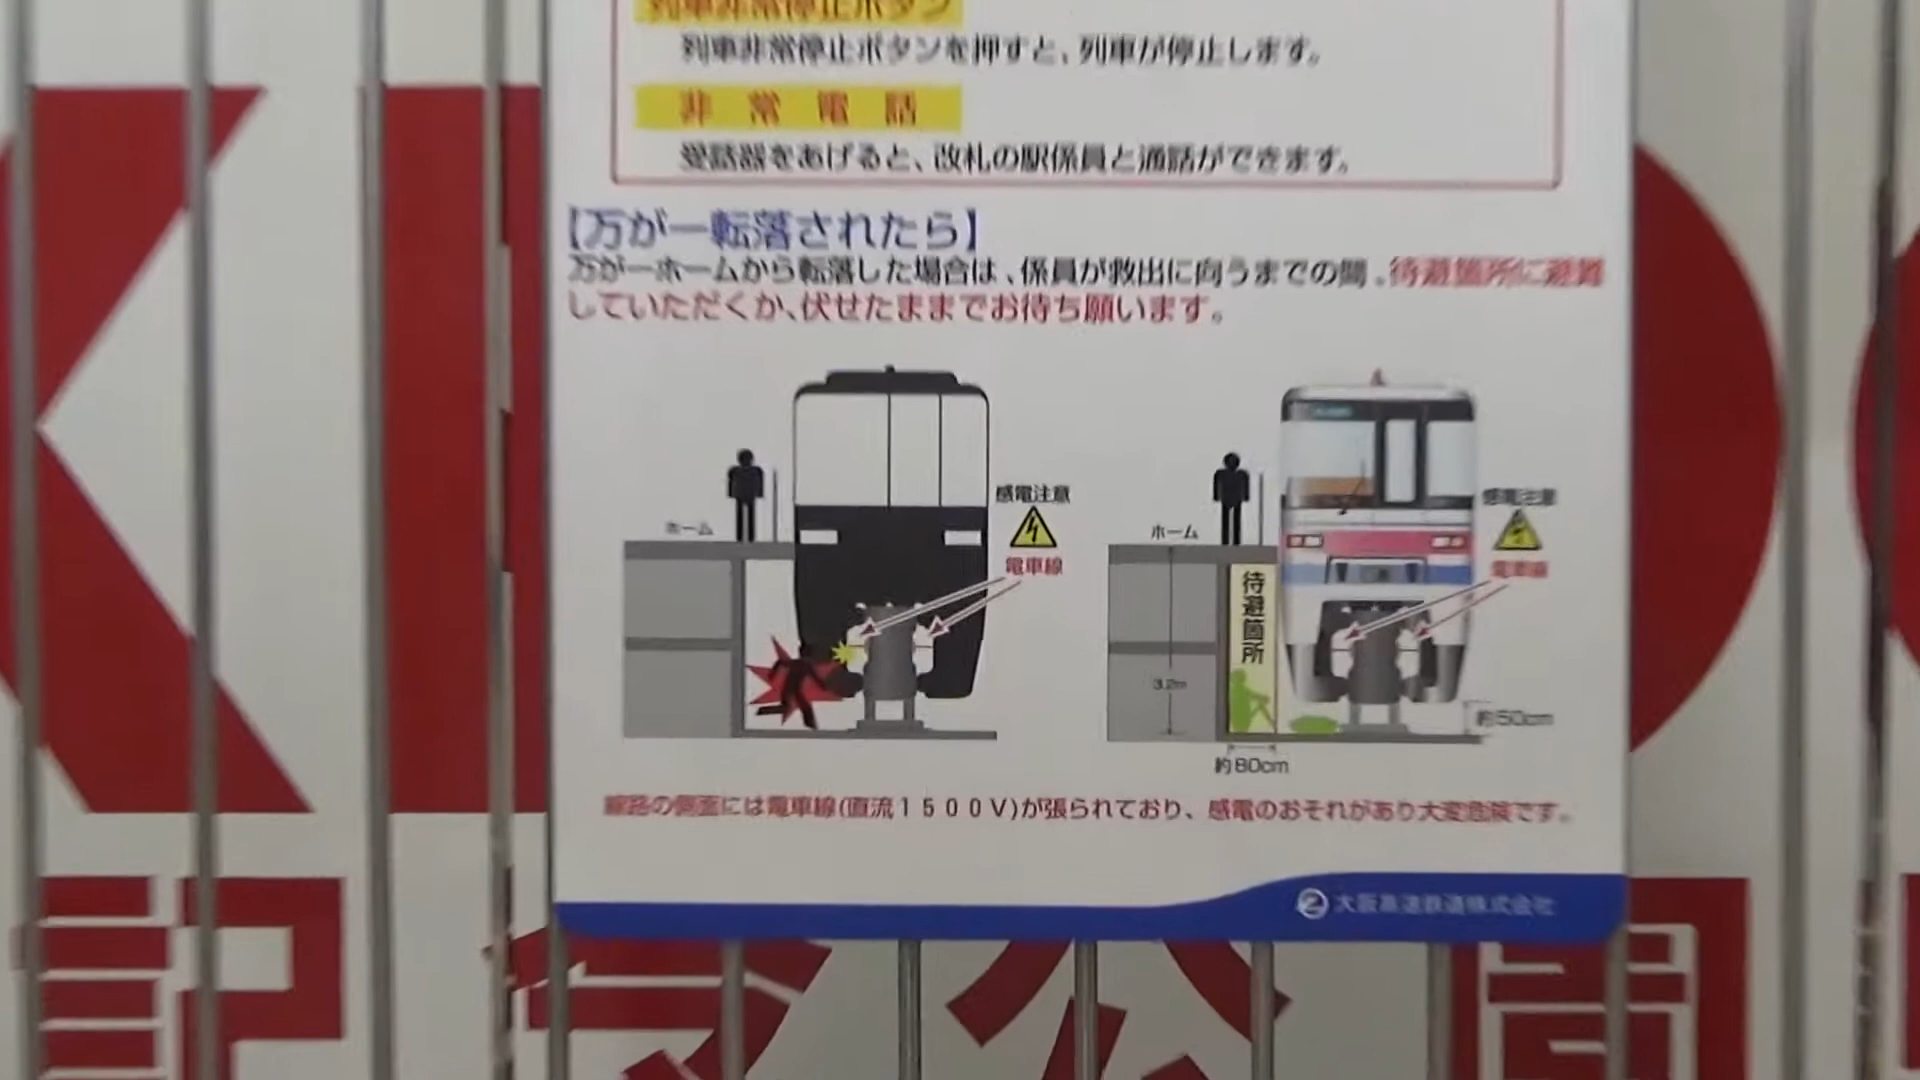 列車非常停止ボタン
列車非常停止ボタンを押すと、列車が停止します。
非常電話
受話器をあげると、改札の駅係員と通話ができます。
【万が一転落されたら】
万が一ホームから転落した場合は、係員が救出に向うまでの間、待避箇所に避難
していただくか、伏せたままでお待ち願います。
感電注意
ホーム
電車線
感電注意
ホーム
電車線
待避箇所
3.2m
約50cm
約80cm
線路の側面には電車線(直流1500V)が張られており、感電のおそれがあり大変危険です。
大阪高速鉄道株式会社
記念公園